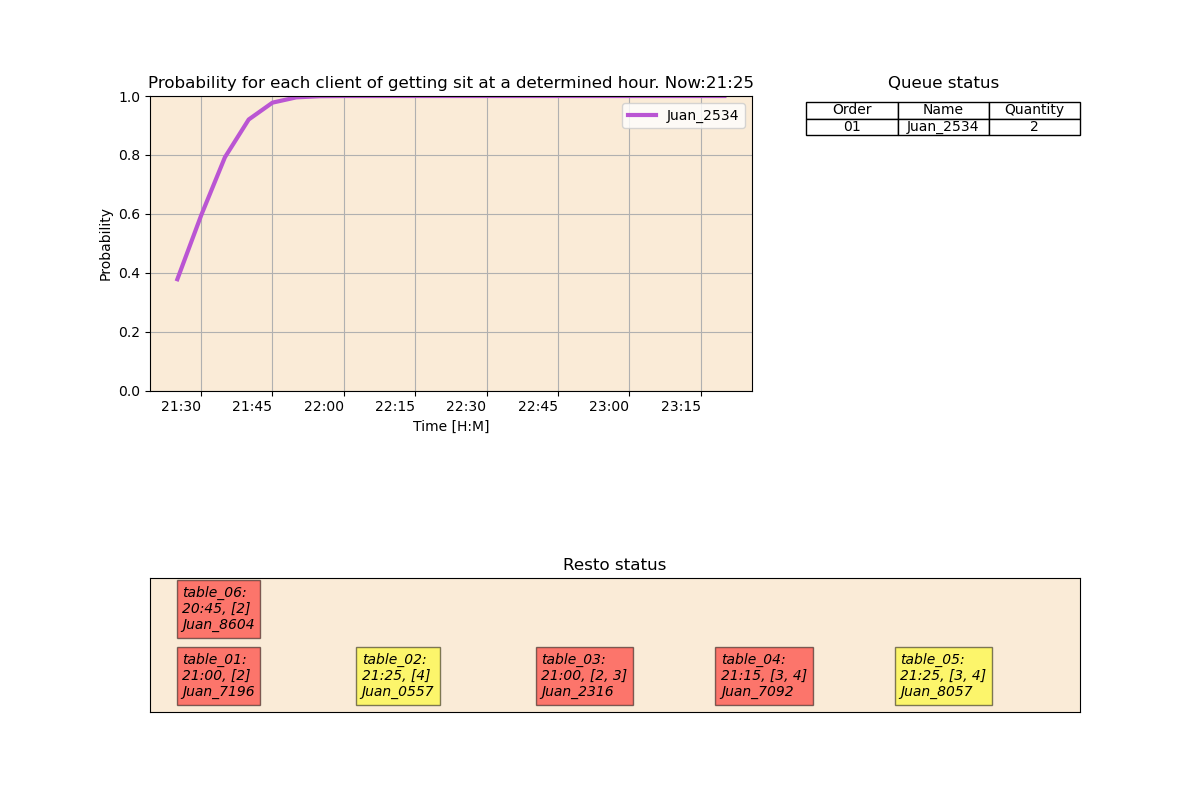 Probability for each client of getting sit at a determined hour. Now:21:25
Probability
1.0
0.8
0.6
0.4
0.2
0.0
Juan_2534
21:30 21:45 22:00 22:15 22:30 22:45 23:00 23:15
Time [H:M]
Queue status
Order Name Quantity
01 Juan_2534 2
Resto status
table_06:
20:45, [2]
Juan_8604
table_01:
21:00, [2]
Juan_7196
table_02:
21:25, [4]
Juan_0557
table_03:
21:00, [2, 3]
Juan_2316
table_04:
21:15, [3, 4]
Juan_7092
table_05:
21:25, [3, 4]
Juan_8057